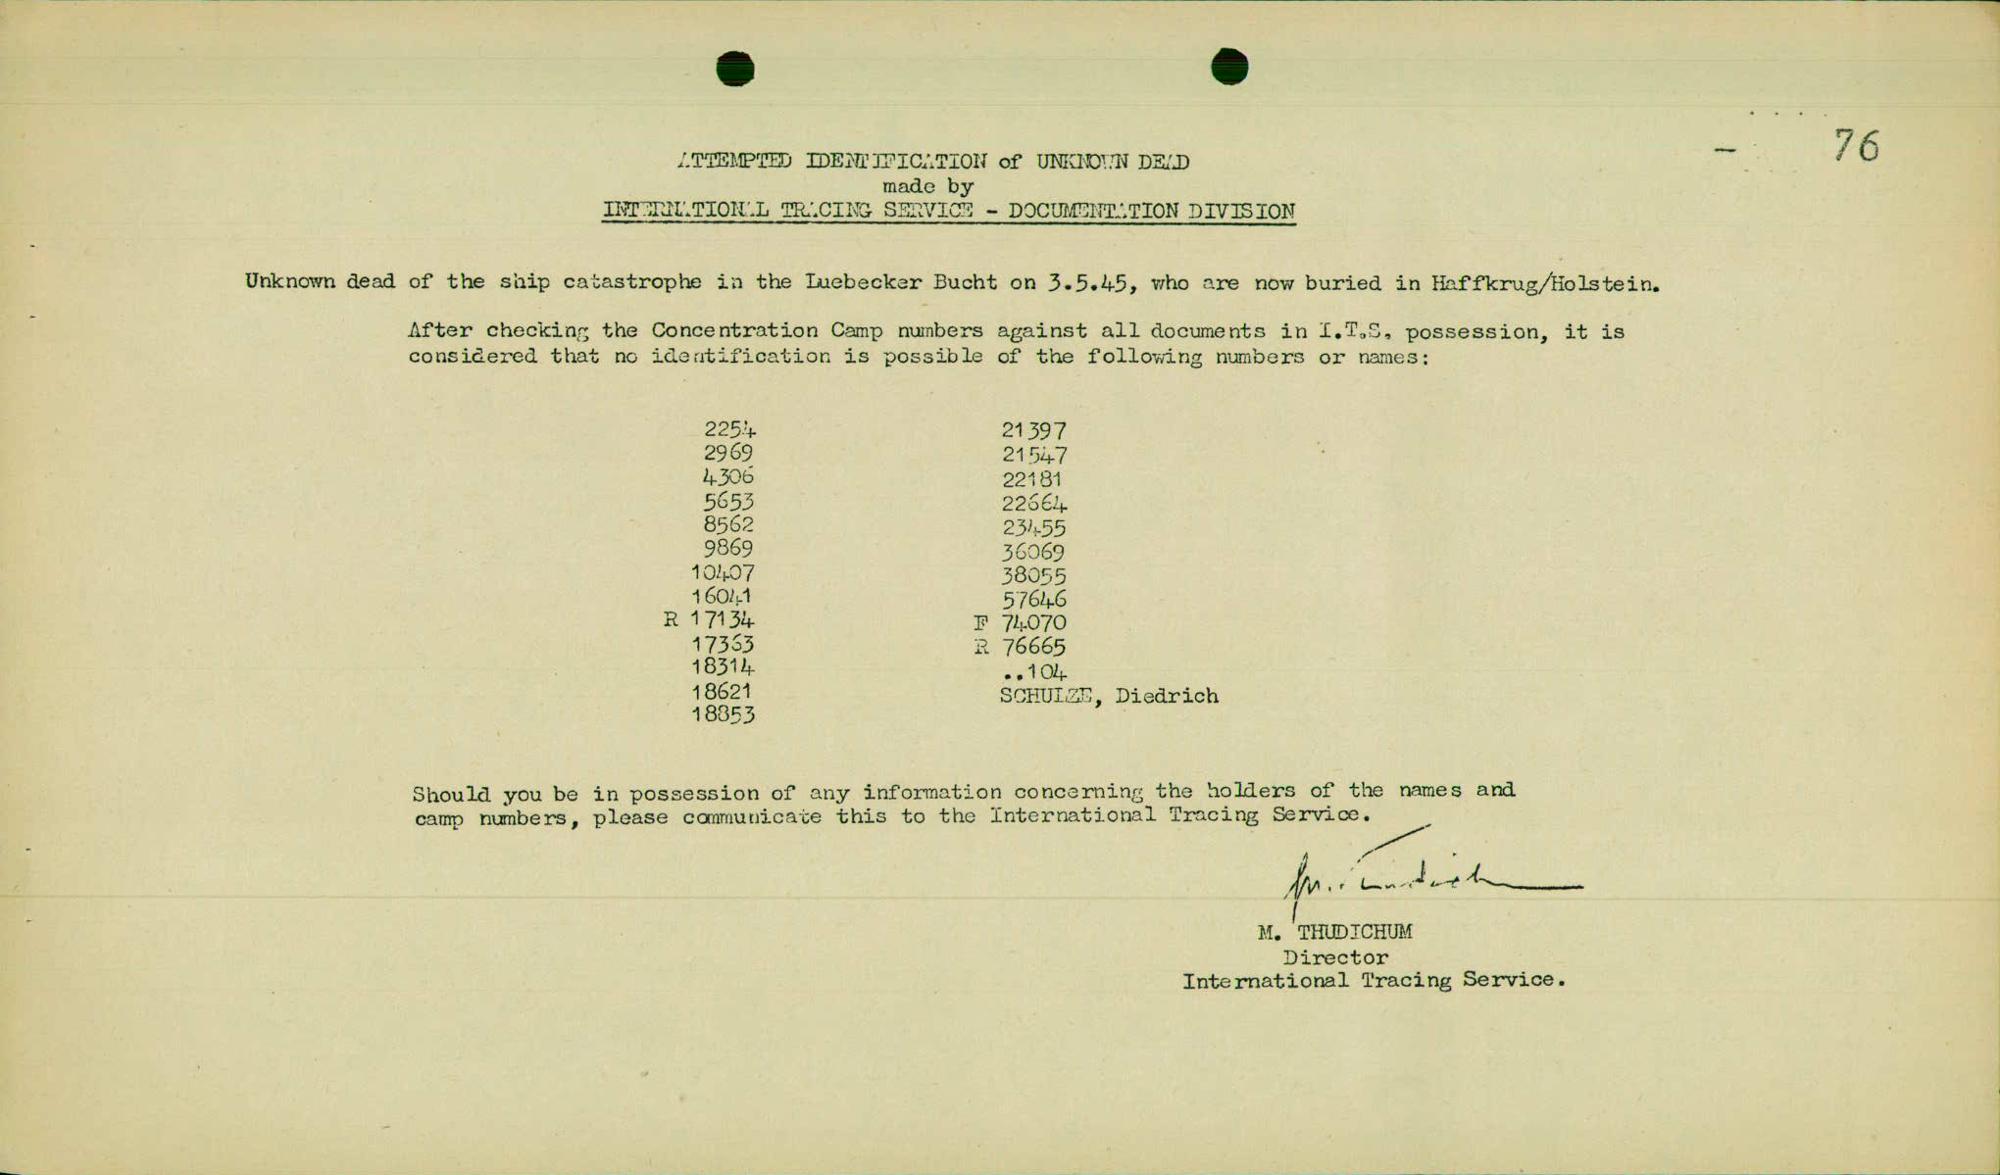 76
ATTEMPTED IDENTIFICATION of UNKNOWN DEAD
made by
INTERNATIONAL TRACING SERVICE - DOCUMENTATION DIVISION
Unknown dead of the ship catastrophe in the Luebecker Bucht on 3.5.45, who are now buried in Haffkrug/Holstein.
After checking the Concentration Camp numbers against all documents in I.T.S. possession, it is
considered that no identification is possible of the following numbers or names:
2254
2969
4306
5653
8562
9869
10407
16041
R 17134
17363
18314
18621
18853
21397
21547
22181
22664
23455
36069
38055
57646
F 74070
R 76665
..104
SCHULZE, Diedrich
Should you be in possession of any information concerning the holders of the names and
camp numbers, please communicate this to the International Tracing Service.
M. Thudichum
M. THUDICHUM
Director
International Tracing Service.